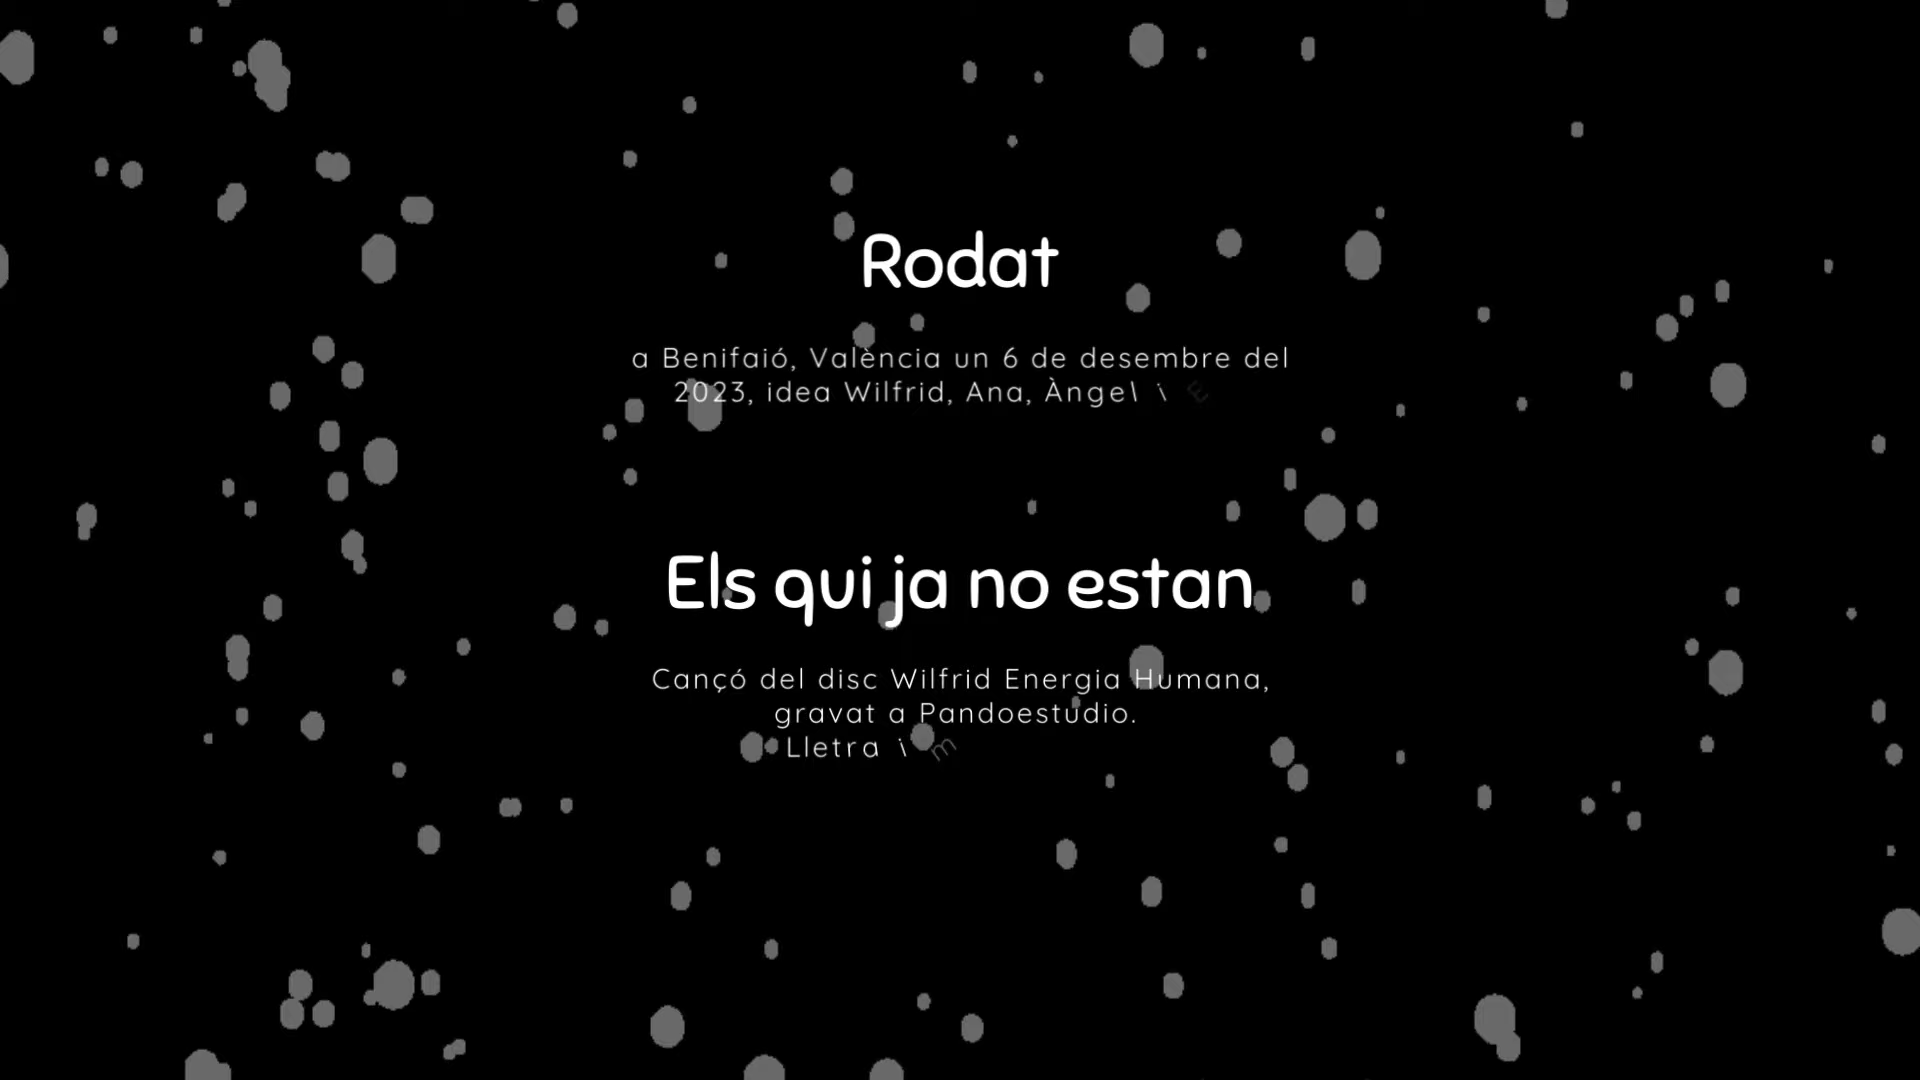 Rodat
a Benifaió, València un 6 de desembre del
2023, idea Wilfrid, Ana, Àngel i E
Els qui ja no estan
Cançó del disc Wilfrid Energia Humana,
gravat a Pandoestudio.
Lletra i m